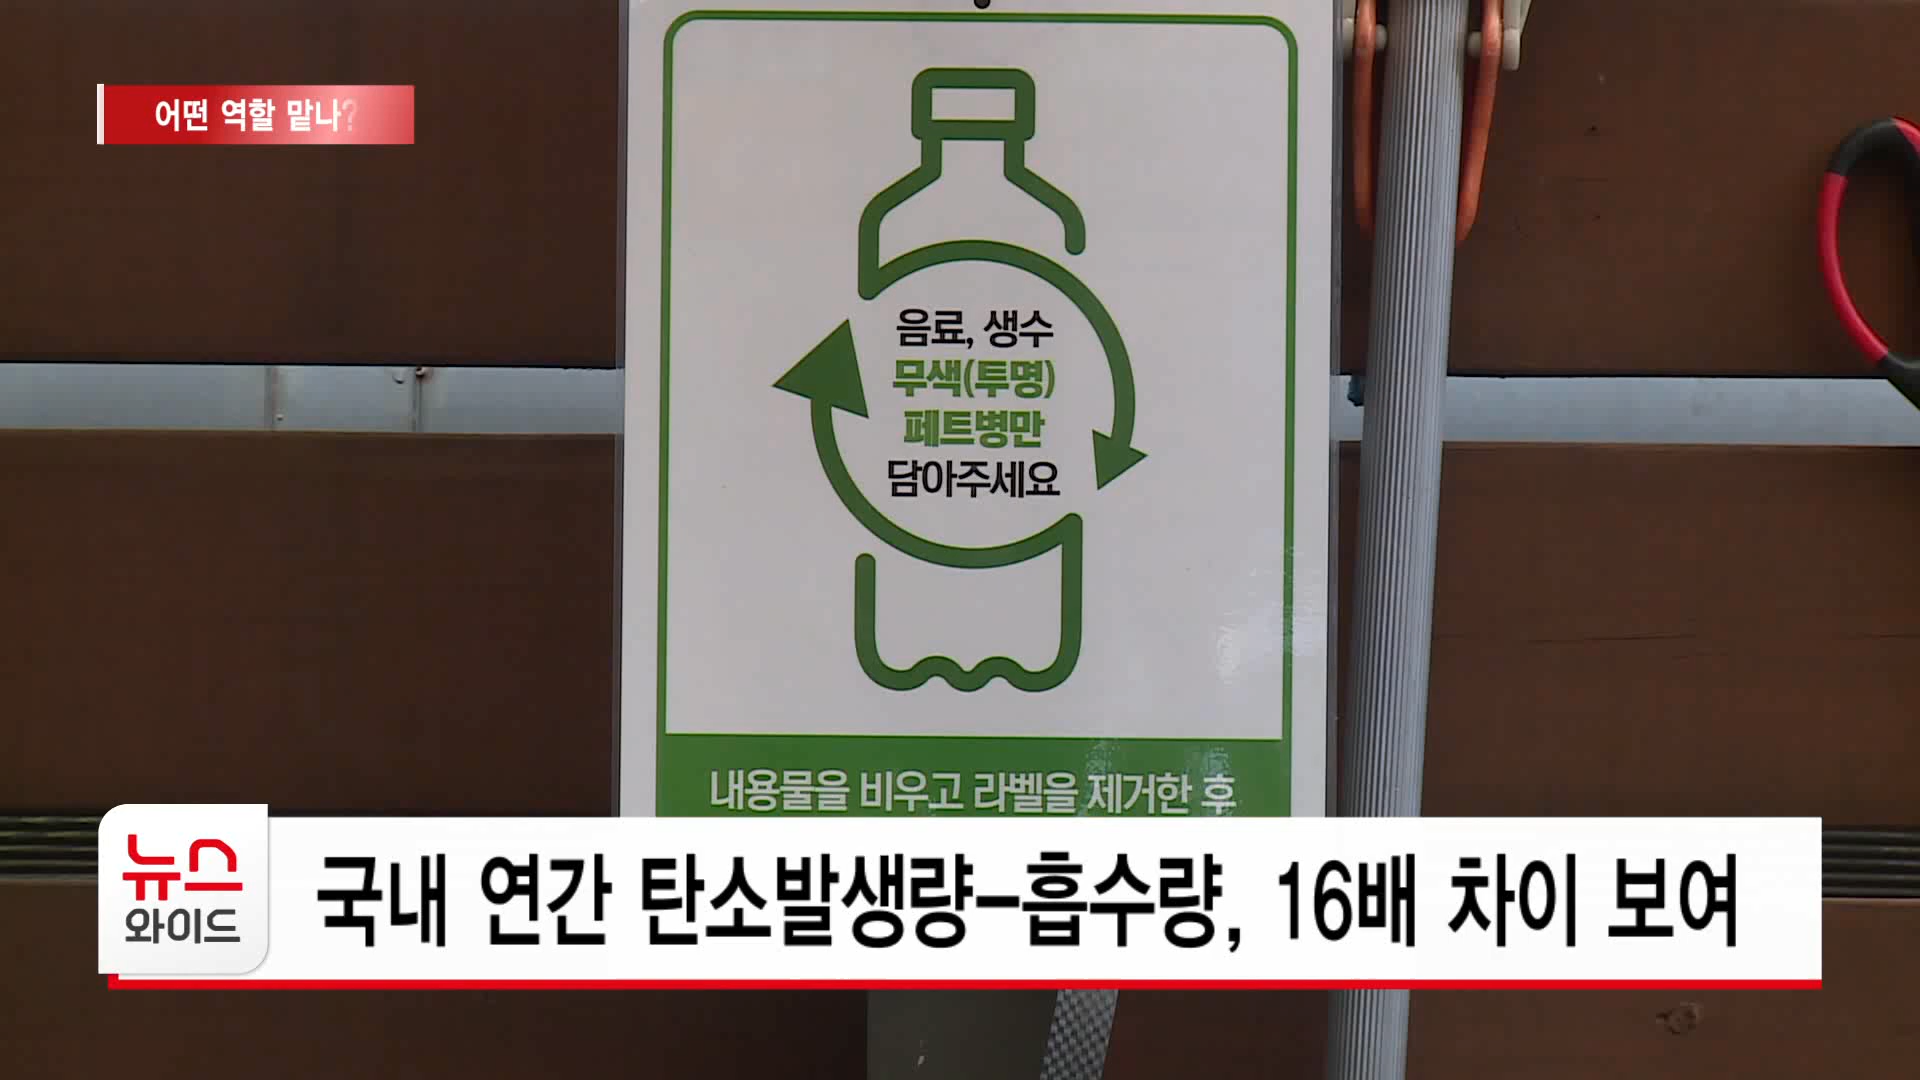 어떤 역할 맡나?
음료, 생수
무색(투명)
페트병만
담아주세요
내용물을 비우고 라벨을 제거한 후
뉴스
와이드
국내 연간 탄소발생량-흡수량, 16배 차이 보여